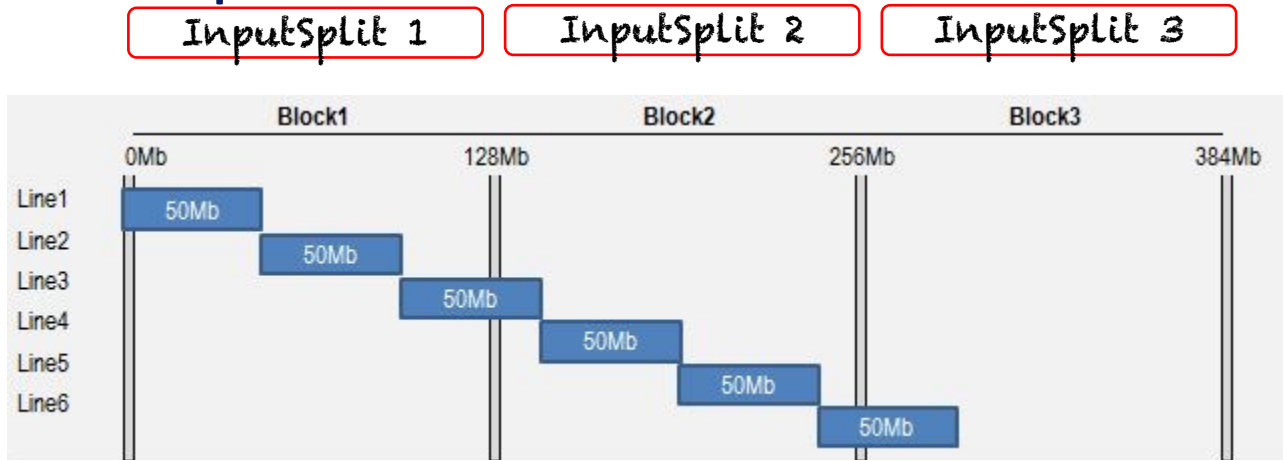 InputSplit 1 InputSplit 2 InputSplit 3
Block1 Block2 Block3
0Mb 128Mb 256Mb 384Mb
Line1 50Mb
Line2 50Mb
Line3 50Mb
Line4 50Mb
Line5 50Mb
Line6 50Mb